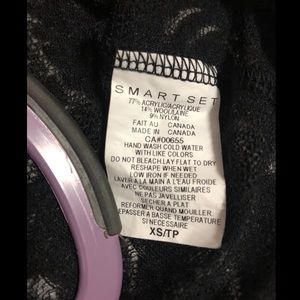 SMART SET
77% ACRYLIC/ACRYLIQUE
14% WOOL/LAINE
9% NYLON
FAIT AU CANADA
MADE IN CANADA
CA#00655
HAND WASH COLD WATER
WITH LIKE COLORS
DO NOT BLEACH LAY FLAT TO DRY
RESHAPE WHEN WET
LOW IRON IF NEEDED
LAVER A LA MAIN A L'EAU FROIDE
AVEC COULEURS SIMILAIRES
NE PAS JAVELLISER
SECHER A PLAT
REFORMER QUAND MOUILLER
REPASSER A BASSE TEMPERATURE
SI NECESSAIRE
XS/TP